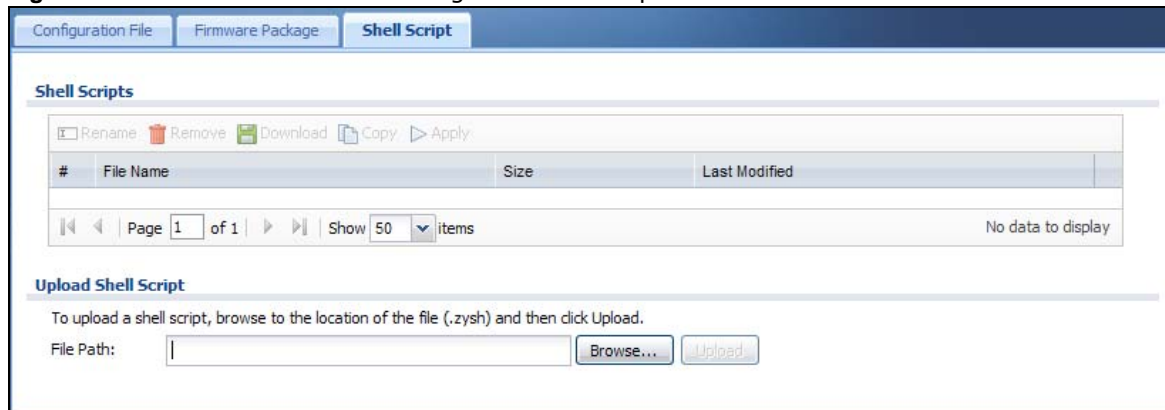 Configuration File Firmware Package Shell Script
Shell Scripts
Rename Remove Download Copy Apply
# File Name Size Last Modified
Page 1 of 1 Show 50 items No data to display
Upload Shell Script
To upload a shell script, browse to the location of the file (.zysh) and then click Upload.
File Path: Browse... Upload